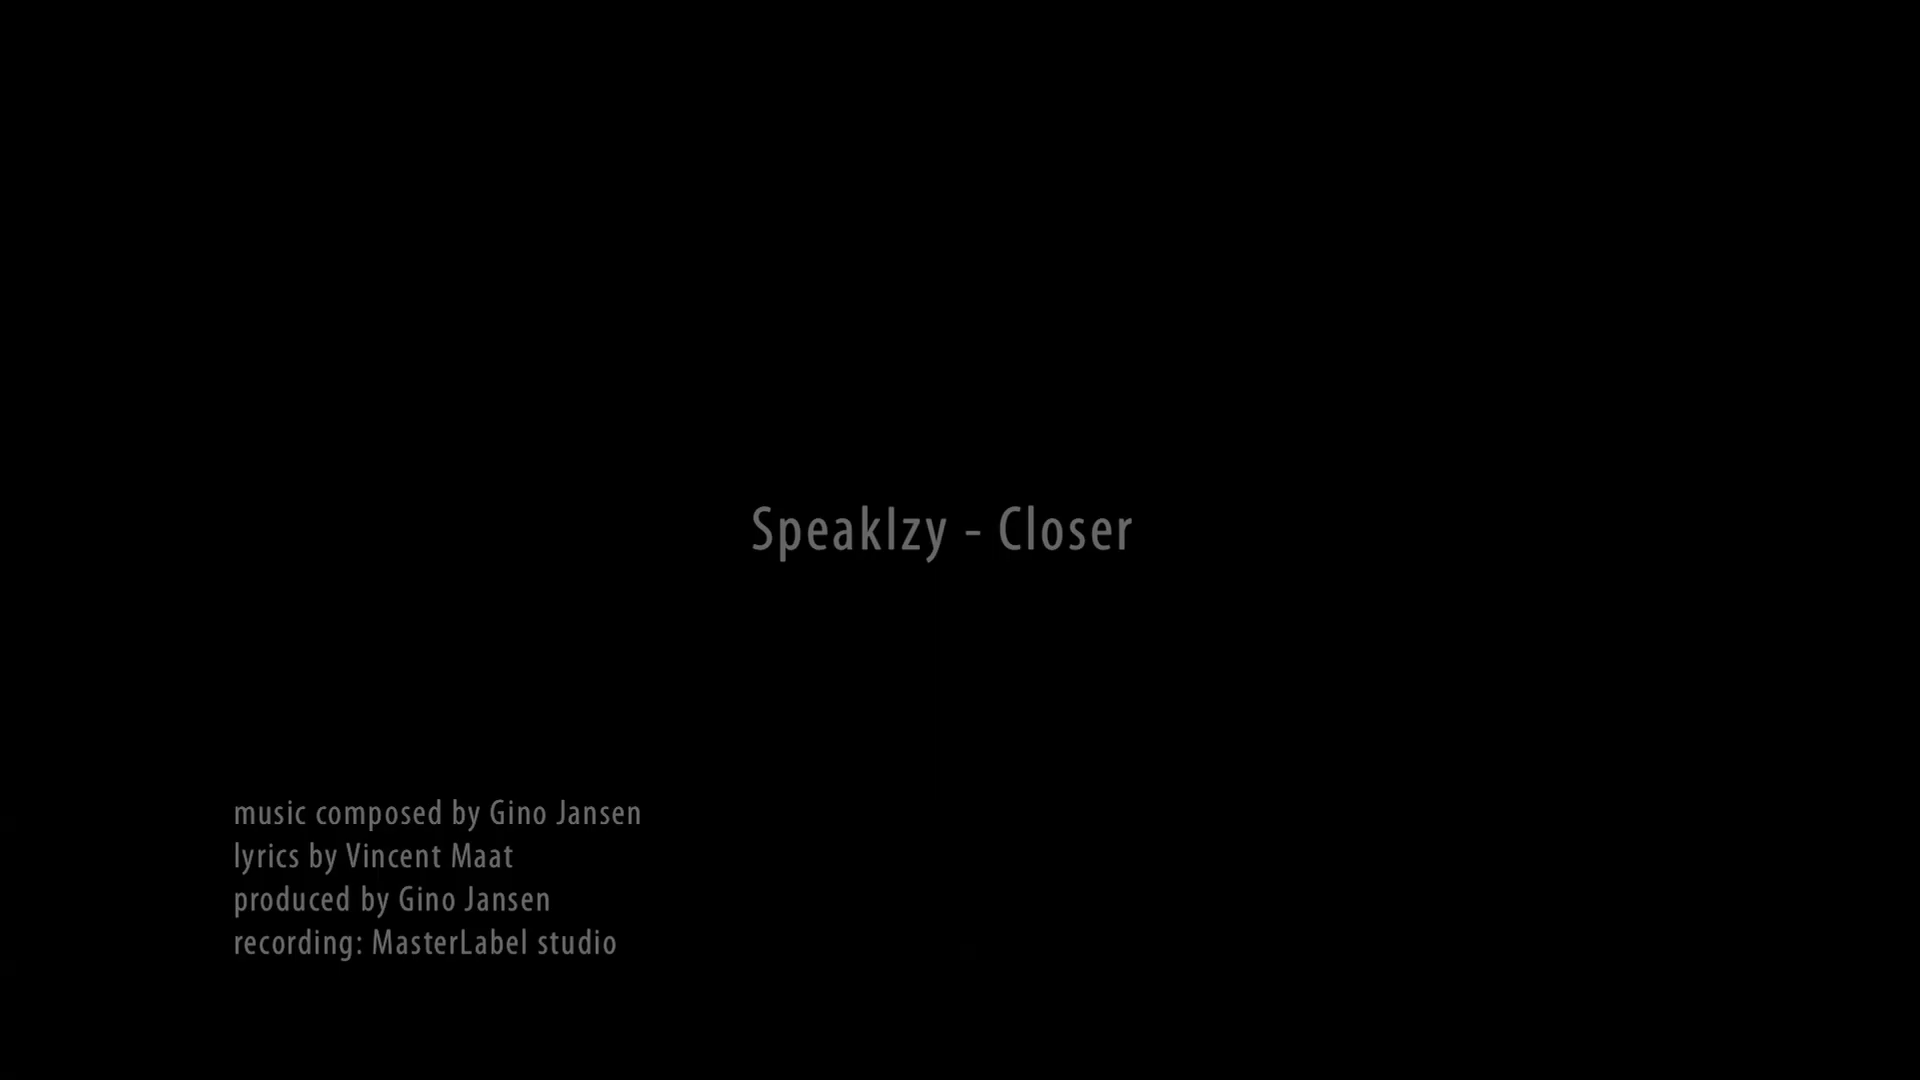 SpeakIzy - Closer
music composed by Gino Jansen
lyrics by Vincent Maat
produced by Gino Jansen
recording: MasterLabel studio